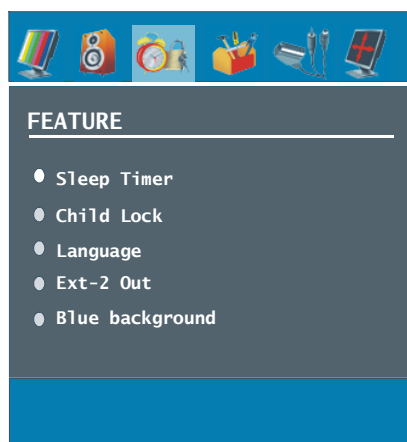 FEATURE
Sleep Timer
Child Lock
Language
Ext-2 Out
Blue background